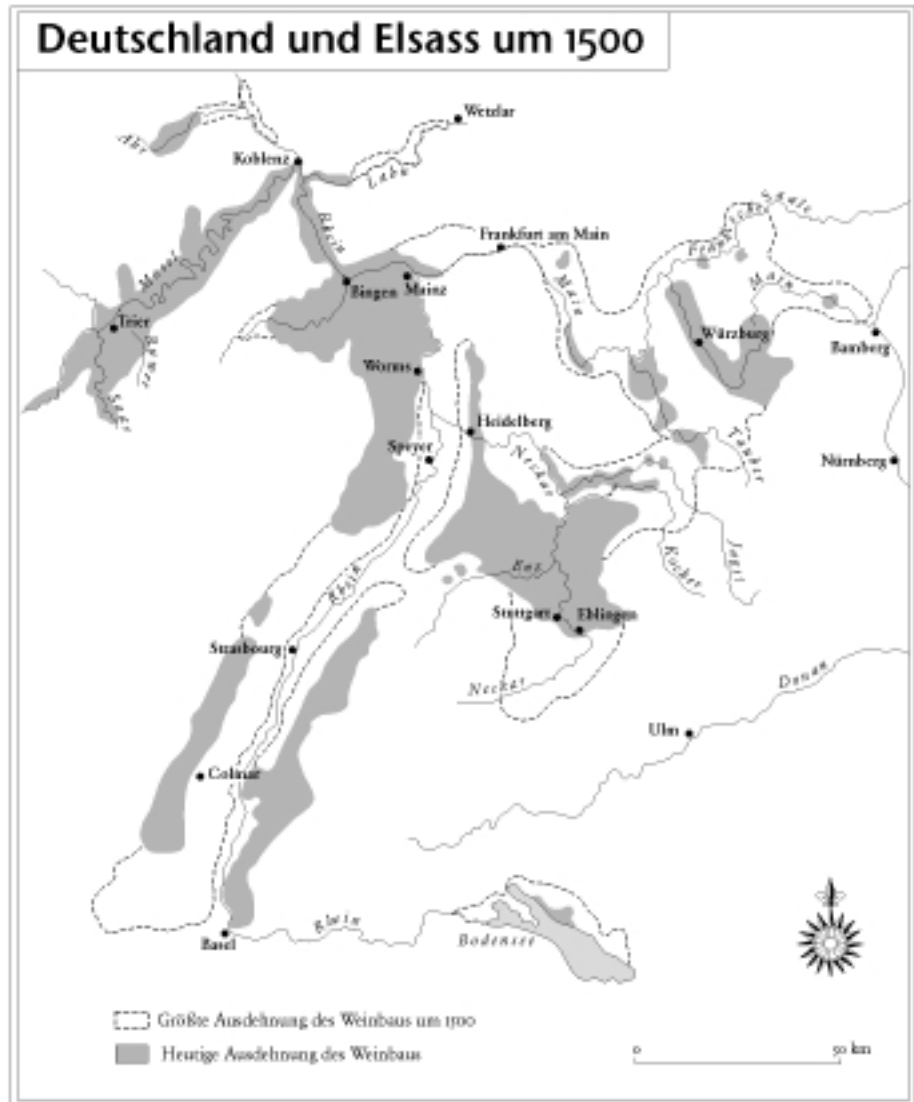 Deutschland und Elsass um 1500
Wetzlar
Ahr
Koblenz
Lahn
Rhein
Saale
Fränkische
Frankfurt am Main
Mosel
Main
Main
Bingen
Mainz
Trier
Würzburg
Bamberg
Worms
Saar
Heidelberg
Tauber
Speyer
Neckar
Nürnberg
Jagst
Kocher
Enz
Rhein
Stuttgart
Eßlingen
Strasbourg
Neckar
Donau
Ulm
Colmar
Rhein
Bodensee
Basel
Größte Ausdehnung des Weinbaus um 1500
Heutige Ausdehnung des Weinbaus
0 50 km